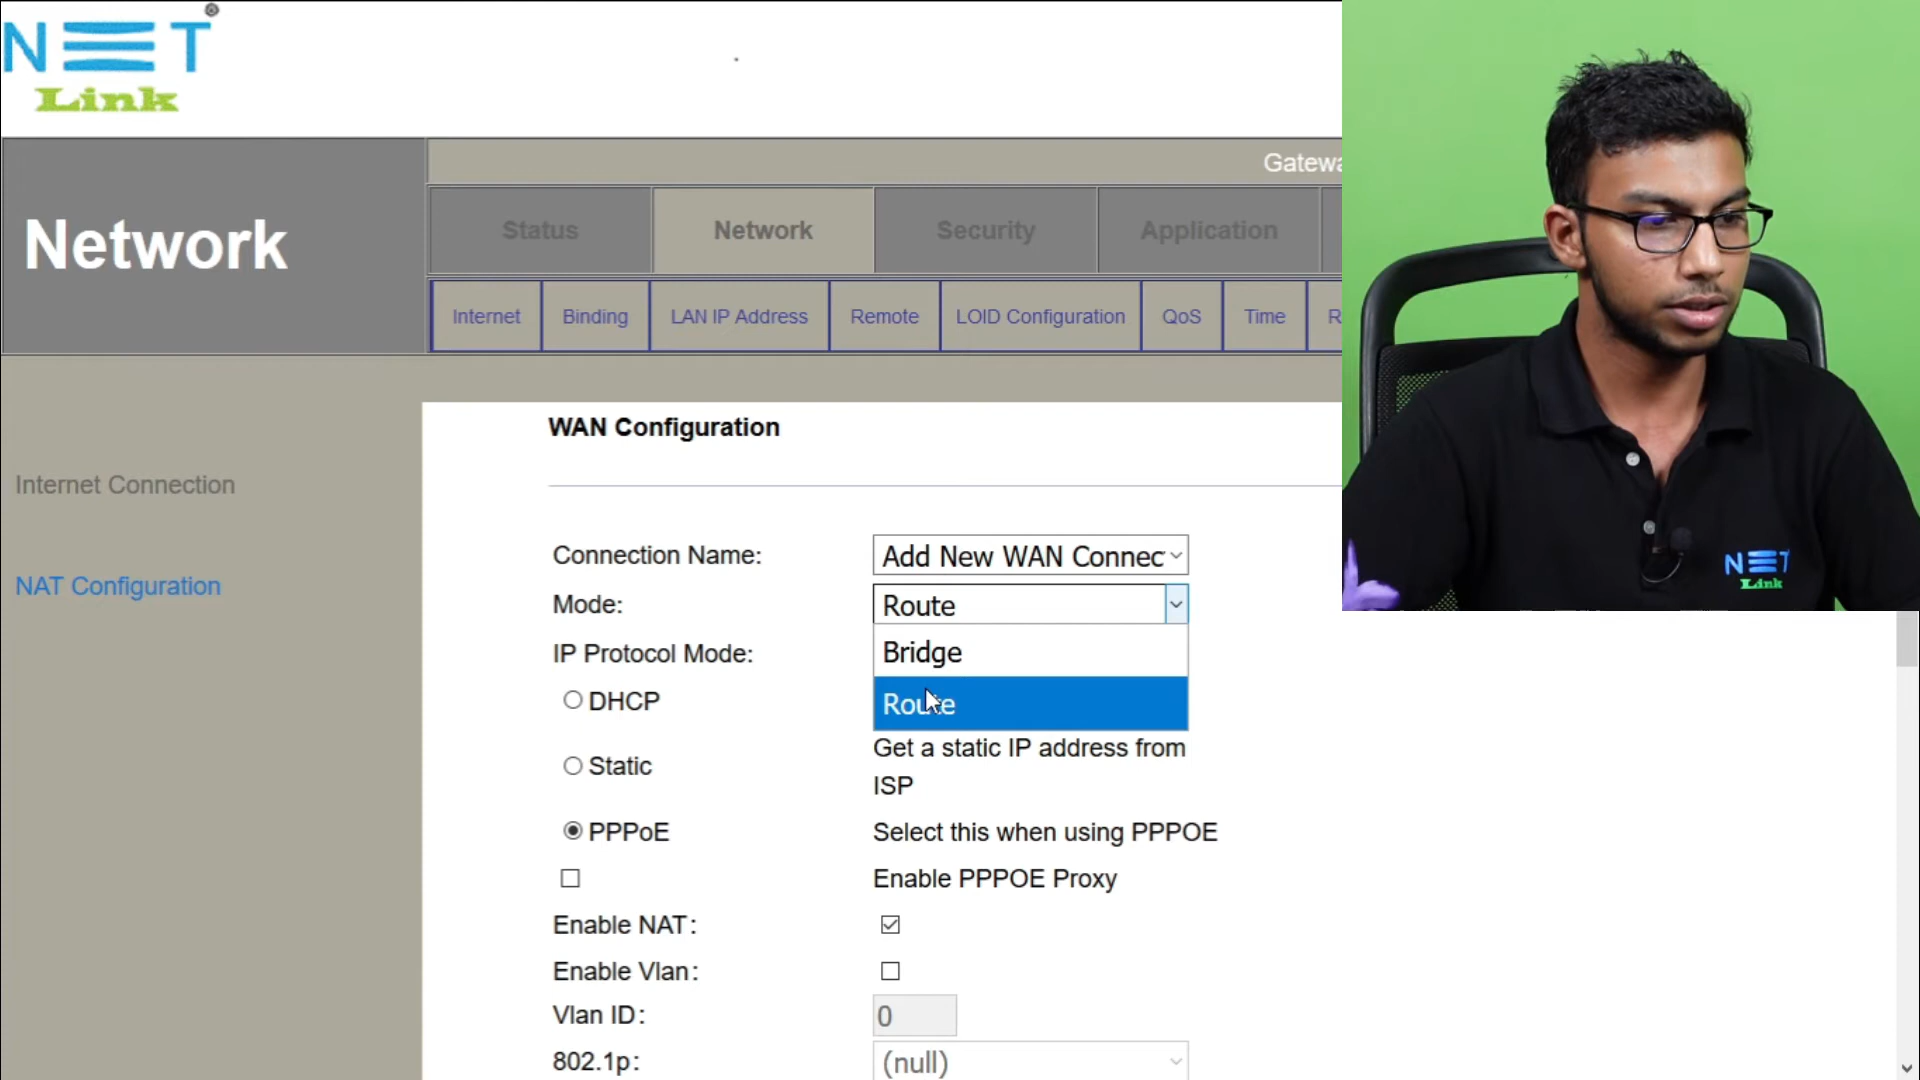 NET®
Link
Network
Status
Network
Security
Application
Internet
Binding
LAN IP Address
Remote
LOID Configuration
QoS
Time
Internet Connection
NAT Configuration
WAN Configuration
Connection Name: Add New WAN Connec
Mode: Route
IP Protocol Mode: Bridge
DHCP Route
Static Get a static IP address from
ISP
PPPoE Select this when using PPPOE
Enable PPPOE Proxy
Enable NAT:
Enable Vlan:
Vlan ID: 0
802.1p: (null)
NET
Link